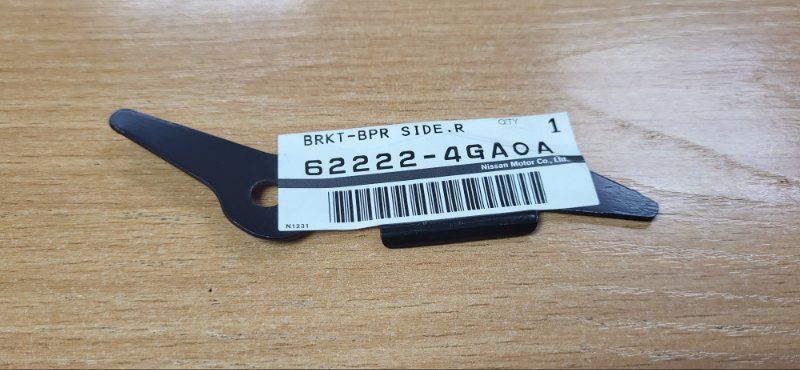 BRKT-BPR SIDE.R QTY 1
62222-4GA0A
Nissan Motor Co., Ltd.
N1231